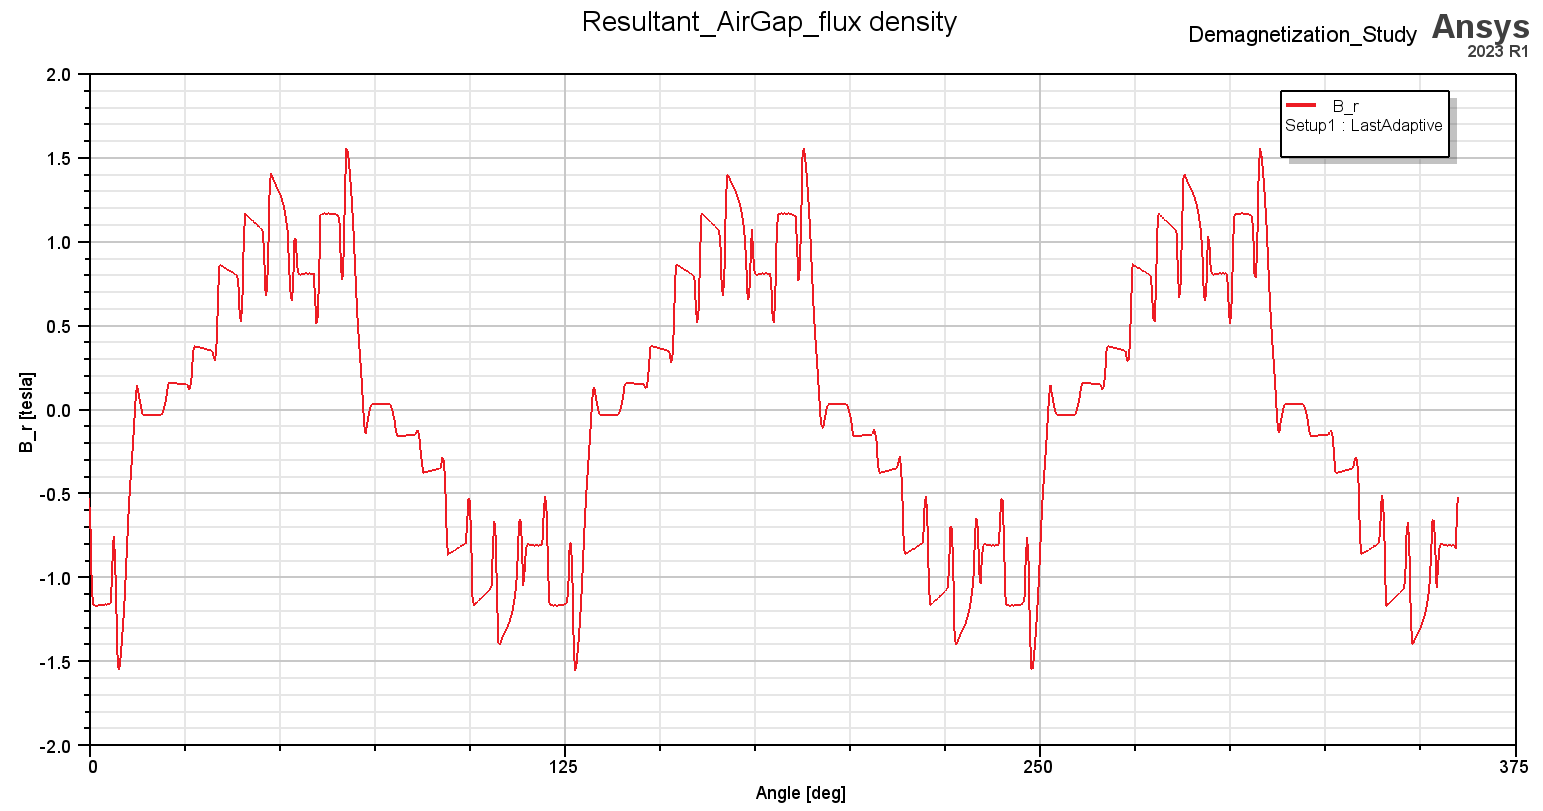 Resultant_AirGap_flux density
Demagnetization_Study
Ansys
2023 R1
B_r
Setup1 : LastAdaptive
2.0
1.5
1.0
0.5
0.0
-0.5
-1.0
-1.5
-2.0
B_r [tesla]
0 125 250 375
Angle [deg]